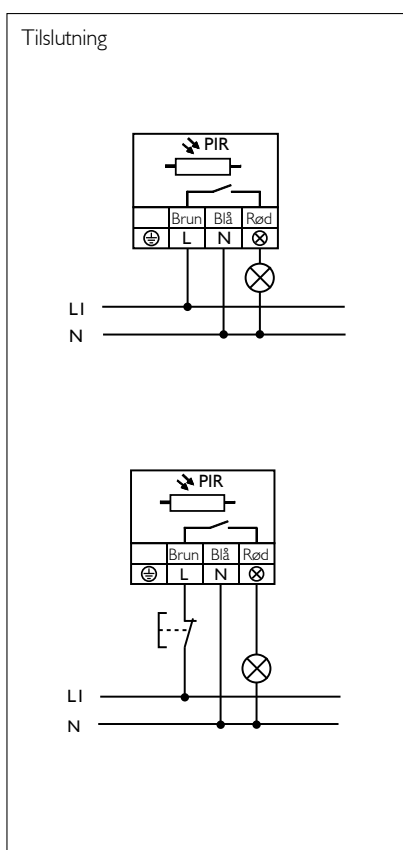 Tilslutning
PIR
Brun Blå Rød
L N
L1
N
PIR
Brun Blå Rød
L N
L1
N